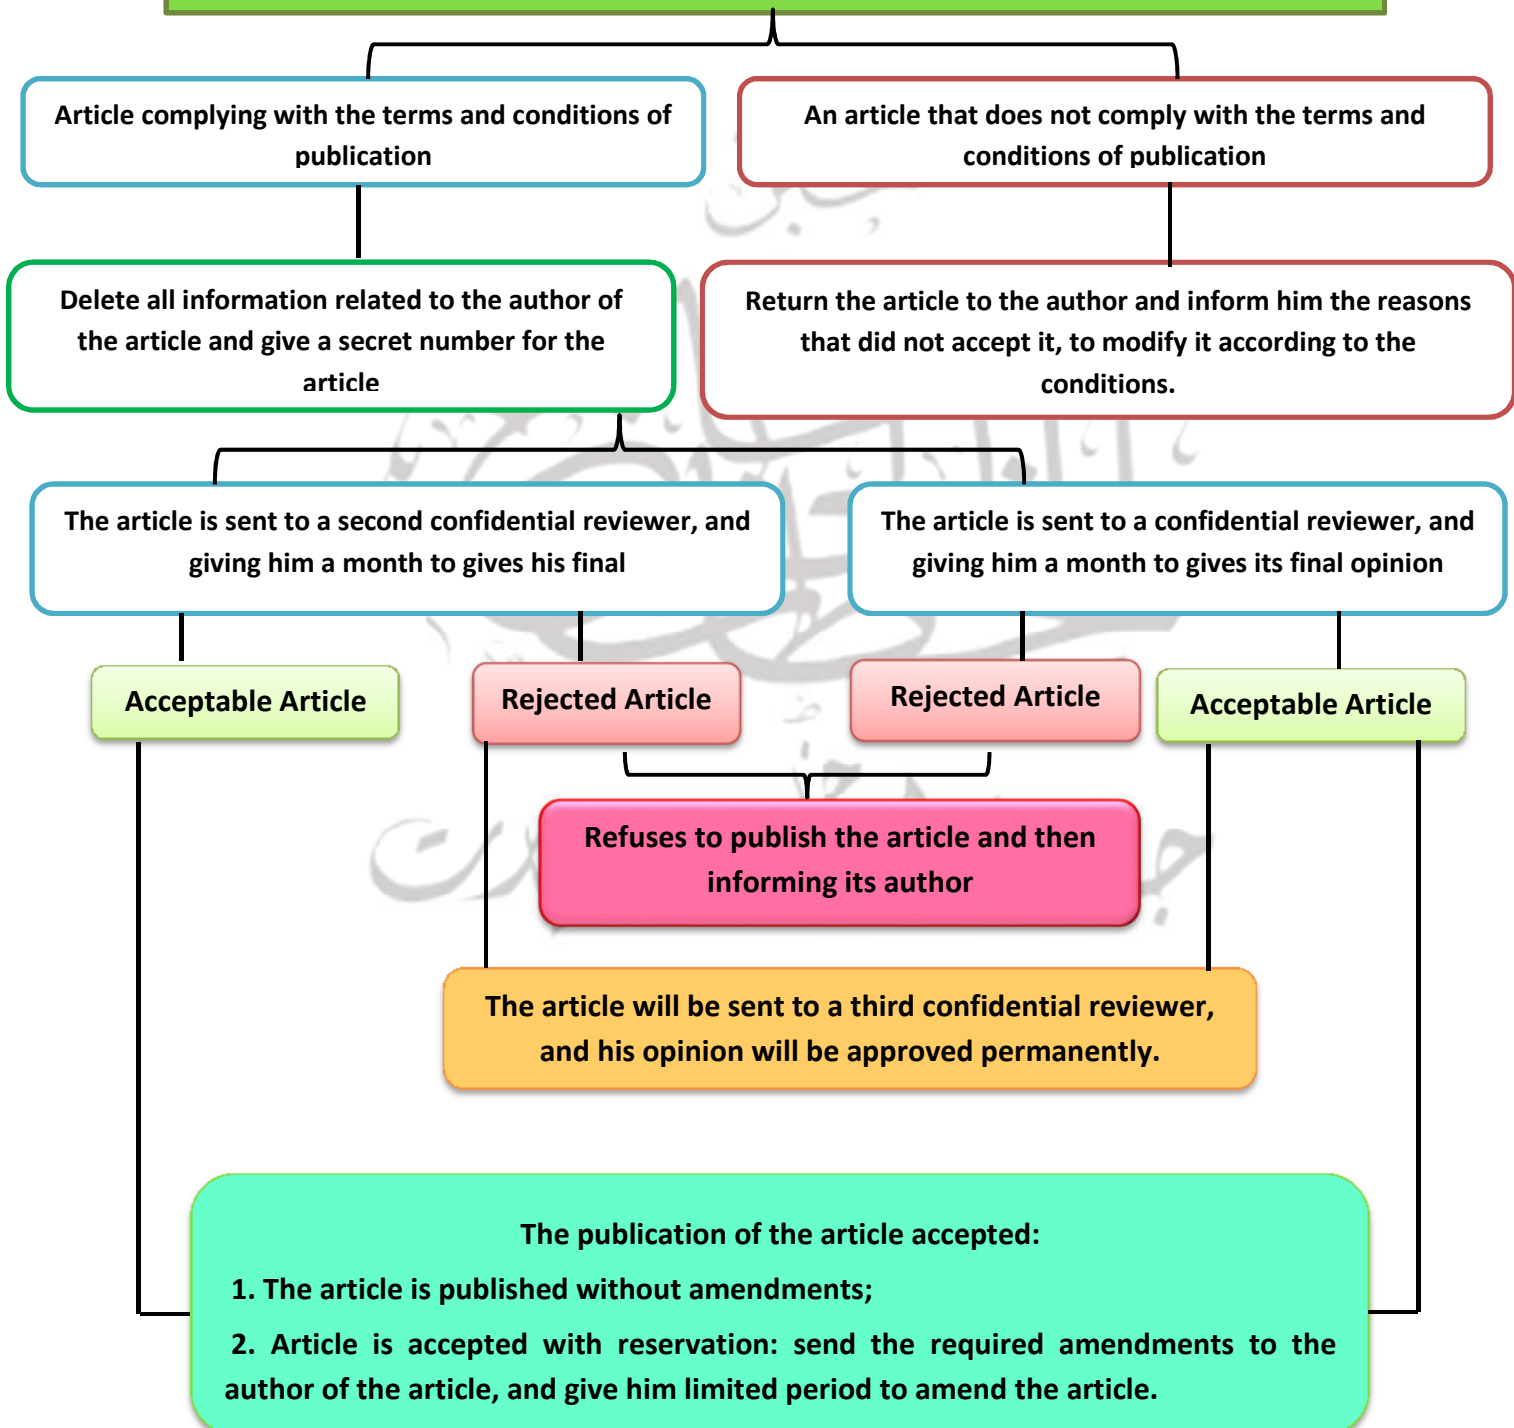 Article complying with the terms and conditions of
publication
An article that does not comply with the terms and
conditions of publication
Delete all information related to the author of
the article and give a secret number for the
article
Return the article to the author and inform him the reasons
that did not accept it, to modify it according to the
conditions.
The article is sent to a second confidential reviewer, and
giving him a month to gives his final
The article is sent to a confidential reviewer, and
giving him a month to gives its final opinion
Acceptable Article
Rejected Article
Rejected Article
Acceptable Article
Refuses to publish the article and then
informing its author
The article will be sent to a third confidential reviewer,
and his opinion will be approved permanently.
The publication of the article accepted:
1. The article is published without amendments;
2. Article is accepted with reservation: send the required amendments to the
author of the article, and give him limited period to amend the article.